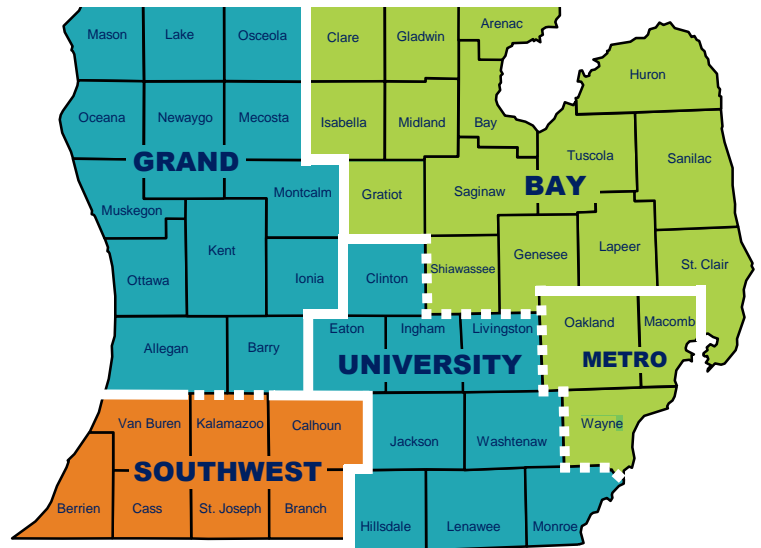 Mason
Lake
Osceola
Clare
Gladwin
Arenac
Huron
Oceana
Newaygo
Mecosta
Isabella
Midland
Bay
Tuscola
Sanilac
GRAND
BAY
Montcalm
Gratiot
Saginaw
Muskegon
Kent
Ottawa
Ionia
Clinton
Shiawassee
Genesee
Lapeer
St. Clair
Allegan
Barry
Eaton
Ingham
Livingston
Oakland
Macomb
UNIVERSITY
METRO
Van Buren
Kalamazoo
Calhoun
Jackson
Washtenaw
Wayne
SOUTHWEST
Berrien
Cass
St. Joseph
Branch
Hillsdale
Lenawee
Monroe